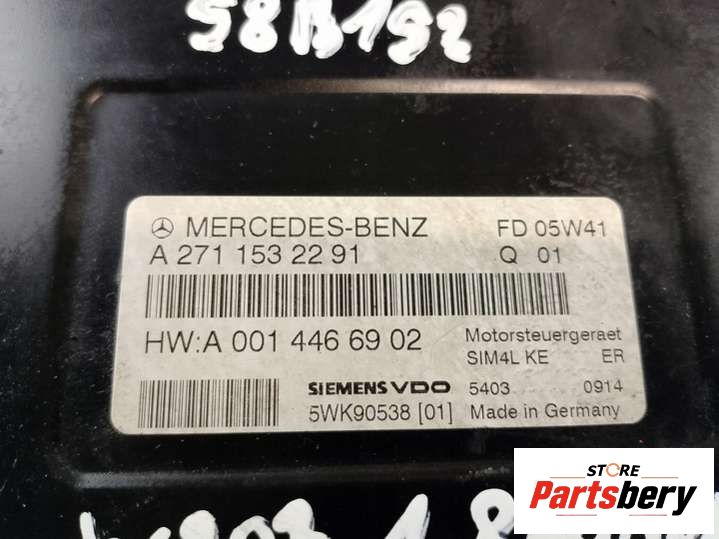 58B192
MERCEDES-BENZ FD 05W41
A 271 153 22 91 Q 01
HW:A 001 446 69 02 Motorsteuergeraet
SIM4L KE ER
SIEMENS VDO 5403 0914
5WK90538 [01] Made in Germany
STORE
Partsbery